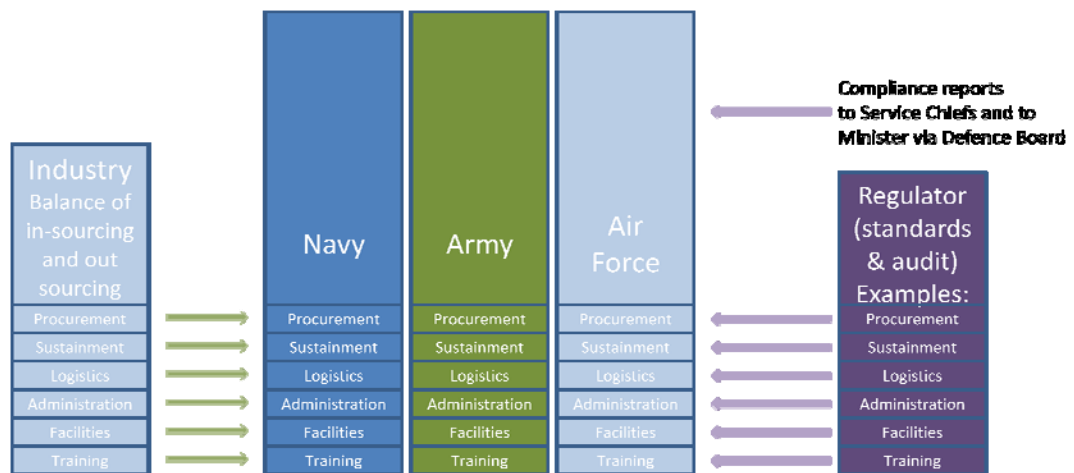 Compliance reports
to Service Chiefs and to
Minister via Defence Board
Industry
Balance of
in-sourcing
and out
sourcing
Procurement
Sustainment
Logistics
Administration
Facilities
Training
Navy
Procurement
Sustainment
Logistics
Administration
Facilities
Training
Army
Procurement
Sustainment
Logistics
Administration
Facilities
Training
Air
Force
Procurement
Sustainment
Logistics
Administration
Facilities
Training
Regulator
(standards
& audit)
Examples:
Procurement
Sustainment
Logistics
Administration
Facilities
Training